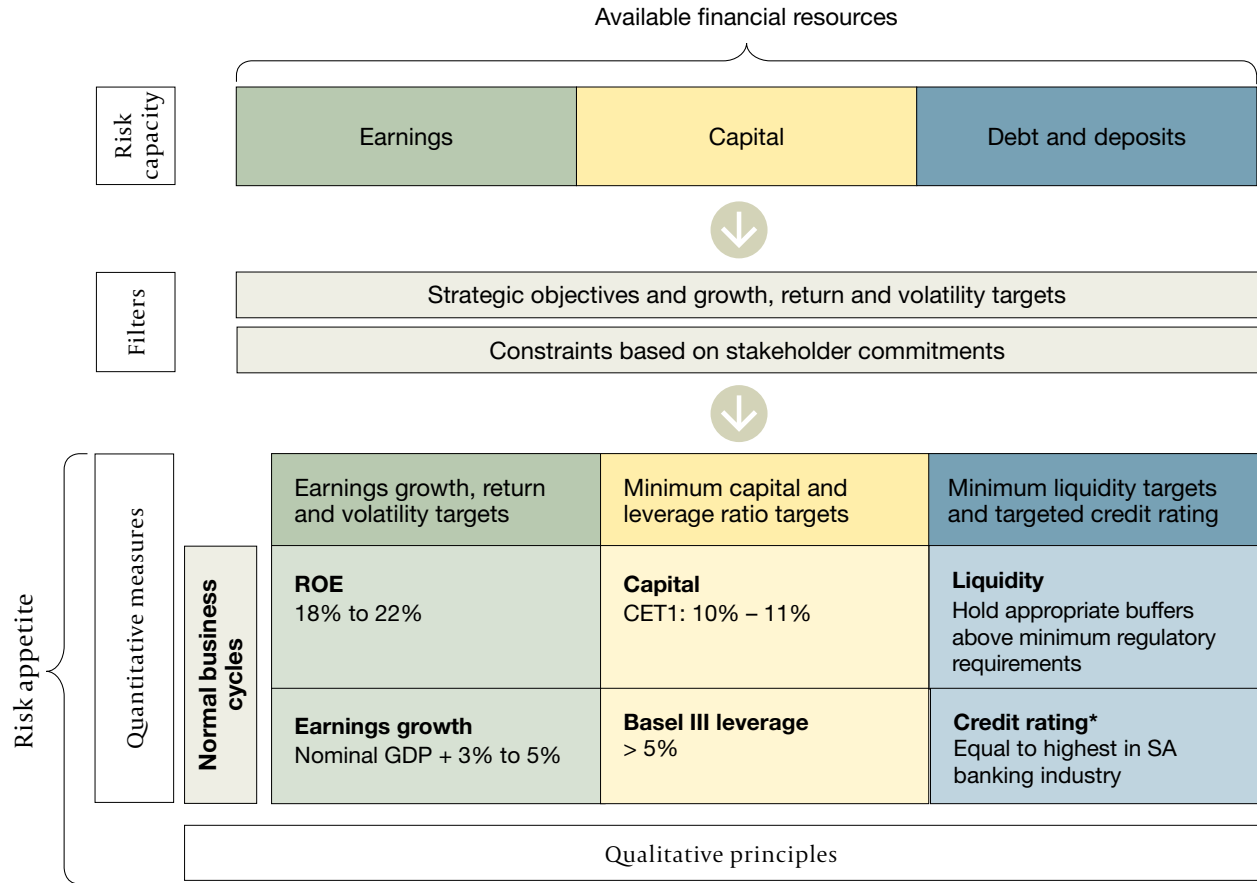 Available financial resources
Risk
capacity
Earnings
Capital
Debt and deposits
Filters
Strategic objectives and growth, return and volatility targets
Constraints based on stakeholder commitments
Risk appetite
Quantitative measures
Normal business
cycles
Earnings growth, return
and volatility targets
Minimum capital and
leverage ratio targets
Minimum liquidity targets
and targeted credit rating
ROE
18% to 22%
Capital
CET1: 10% – 11%
Liquidity
Hold appropriate buffers
above minimum regulatory
requirements
Earnings growth
Nominal GDP + 3% to 5%
Basel III leverage
> 5%
Credit rating*
Equal to highest in SA
banking industry
Qualitative principles